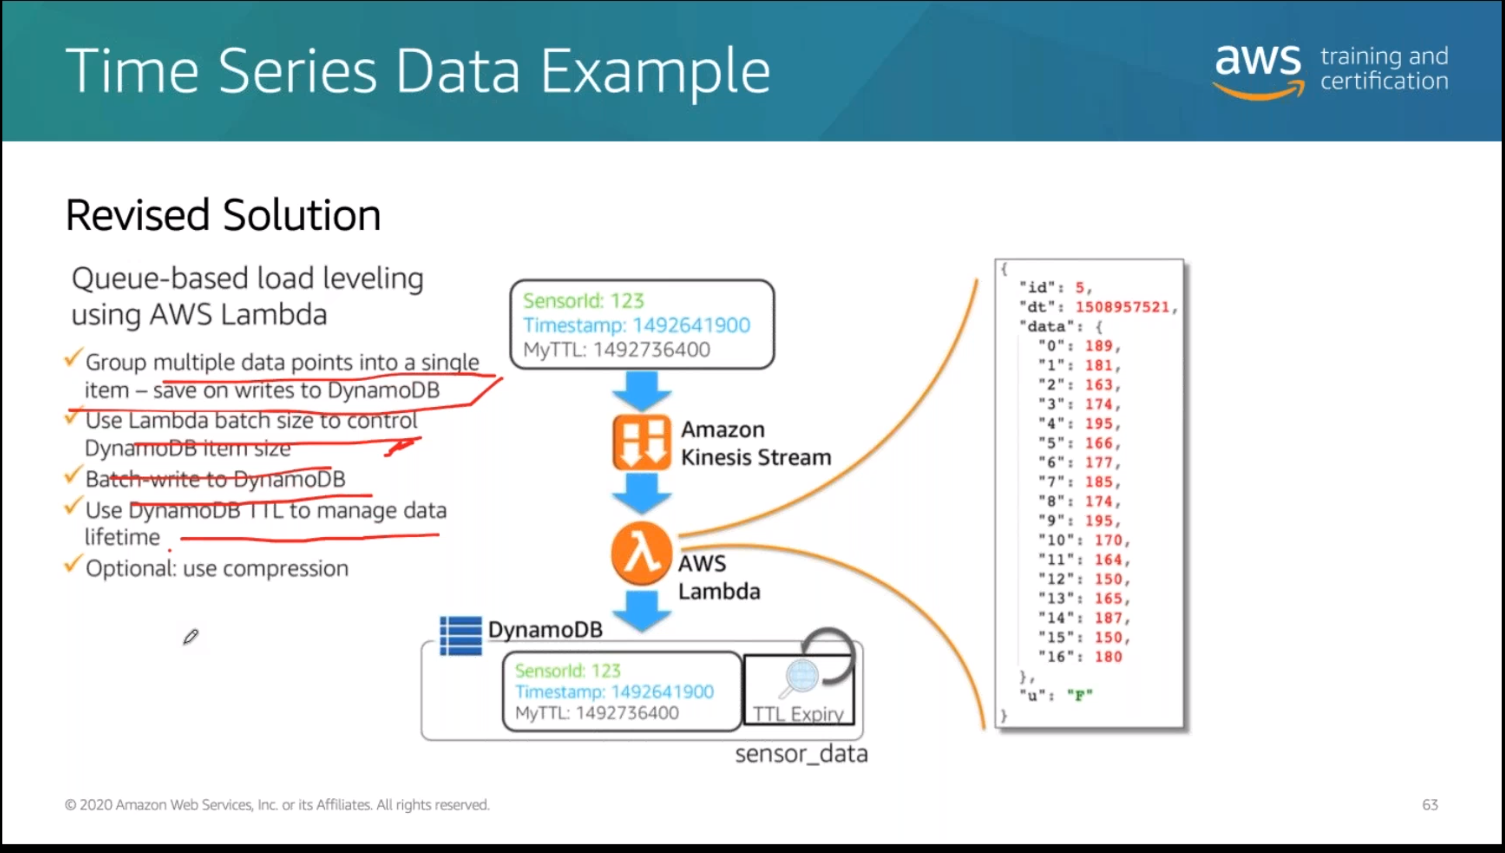 Time Series Data Example
aws training and
certification
Revised Solution
Queue-based load leveling
using AWS Lambda
Group multiple data points into a single
item – save on writes to DynamoDB
Use Lambda batch size to control
DynamoDB item size
Batch-write to DynamoDB
Use DynamoDB TTL to manage data
lifetime
Optional: use compression
SensorId: 123
Timestamp: 1492641900
MyTTL: 1492736400
Amazon
Kinesis Stream
AWS
Lambda
DynamoDB
SensorId: 123
Timestamp: 1492641900
MyTTL: 1492736400
TTL Expiry
sensor_data
{
"id": 5,
"dt": 1508957521,
"data": {
"0": 189,
"1": 181,
"2": 163,
"3": 174,
"4": 195,
"5": 166,
"6": 177,
"7": 185,
"8": 174,
"9": 195,
"10": 170,
"11": 164,
"12": 150,
"13": 165,
"14": 187,
"15": 150,
"16": 180
},
"u": "F"
}
© 2020 Amazon Web Services, Inc. or its Affiliates. All rights reserved.
63